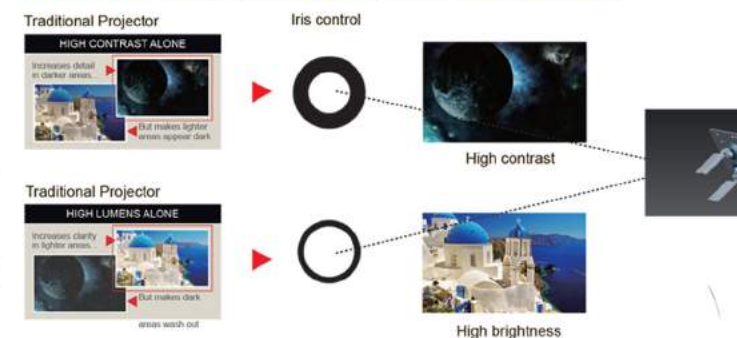 Traditional Projector
Iris control
HIGH CONTRAST ALONE
Increases detail
in darker areas...
But makes lighter
areas appear dark
High contrast
Traditional Projector
HIGH LUMENS ALONE
Increases clarity
in lighter areas...
But makes dark
areas wash out
High brightness